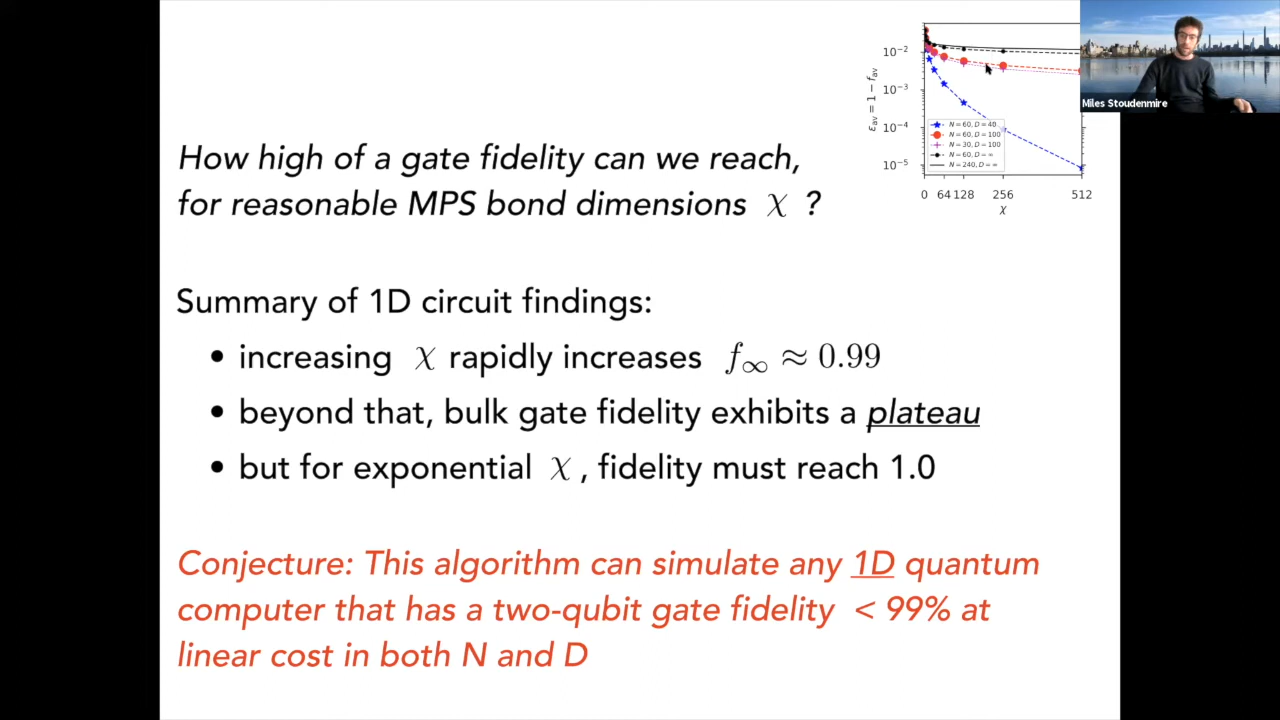 How high of a gate fidelity can we reach,
for reasonable MPS bond dimensions χ ?
Summary of 1D circuit findings:
• increasing χ rapidly increases f∞ ≈ 0.99
• beyond that, bulk gate fidelity exhibits a plateau
• but for exponential χ , fidelity must reach 1.0
Conjecture: This algorithm can simulate any 1D quantum
computer that has a two-qubit gate fidelity < 99% at
linear cost in both N and D
10⁻²
10⁻³
10⁻⁴
10⁻⁵
εav = 1 − fav
N = 60, D = 40
N = 60, D = 100
N = 30, D = 100
N = 60, D = ∞
N = 240, D = ∞
0 64 128 256 512
χ
Miles Stoudenmire